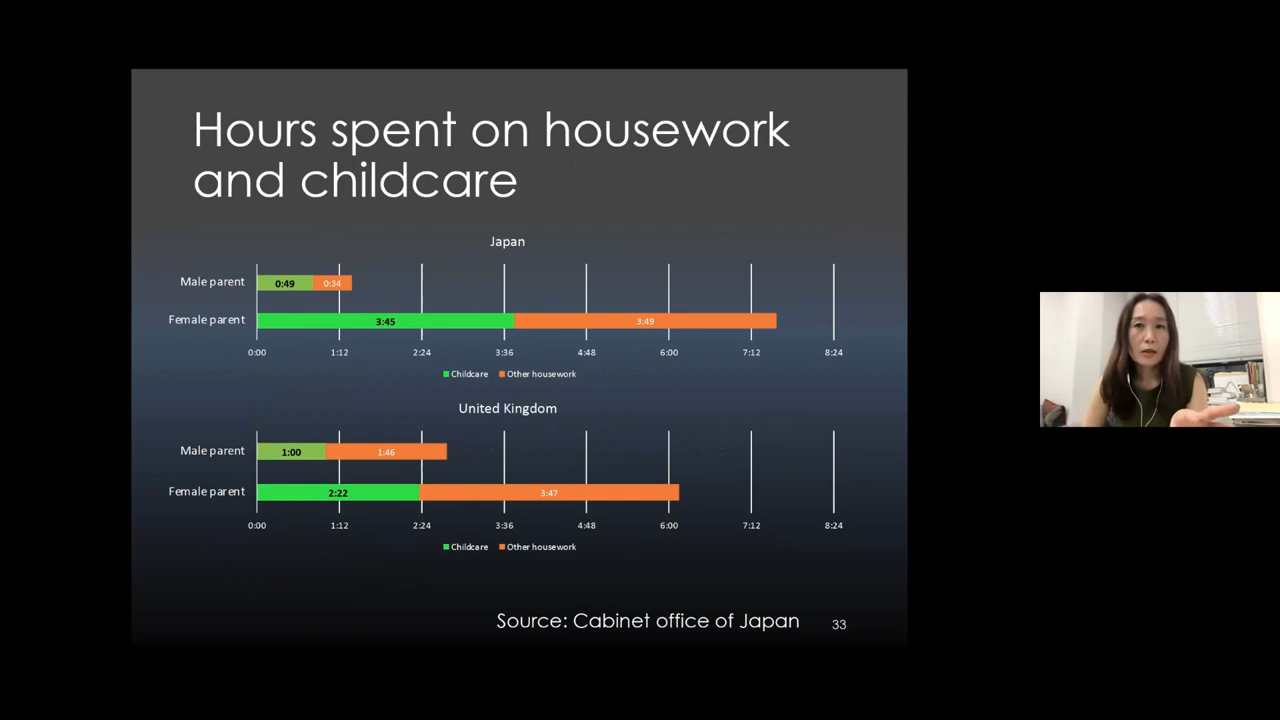 Hours spent on housework
and childcare
Japan
Male parent 0:49 0:34
Female parent 3:45 3:49
0:00 1:12 2:24 3:36 4:48 6:00 7:12 8:24
Childcare Other housework
United Kingdom
Male parent 1:00 1:46
Female parent 2:22 3:47
0:00 1:12 2:24 3:36 4:48 6:00 7:12 8:24
Childcare Other housework
Source: Cabinet office of Japan 33